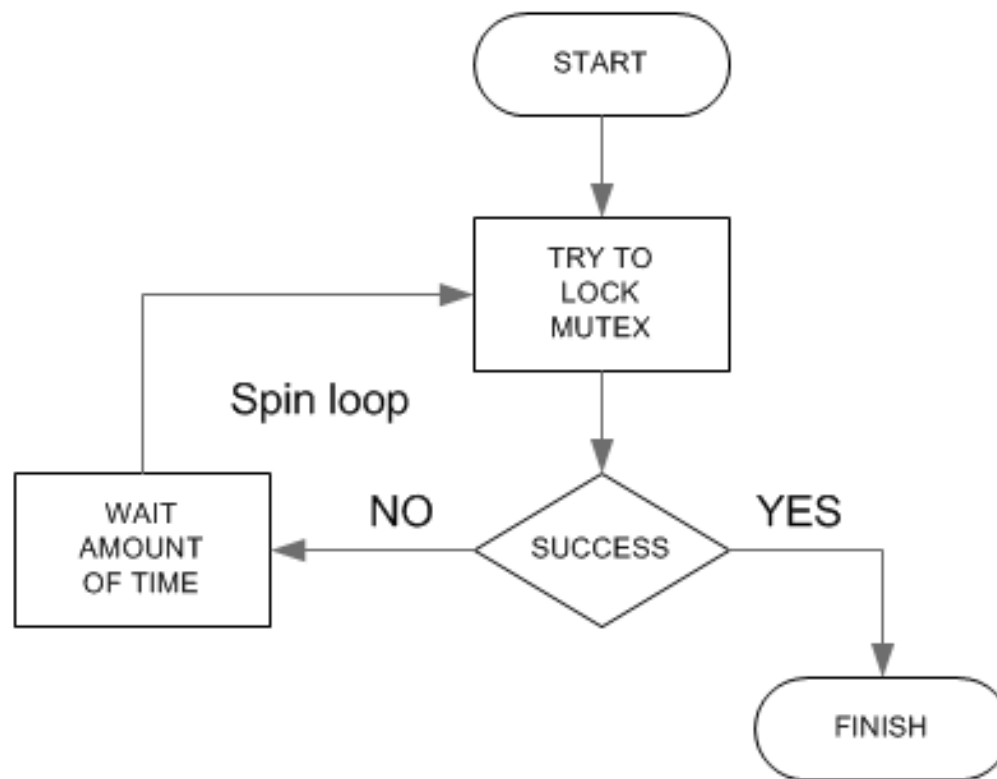 START
TRY TO
LOCK
MUTEX
Spin loop
WAIT
AMOUNT
OF TIME
NO
SUCCESS
YES
FINISH